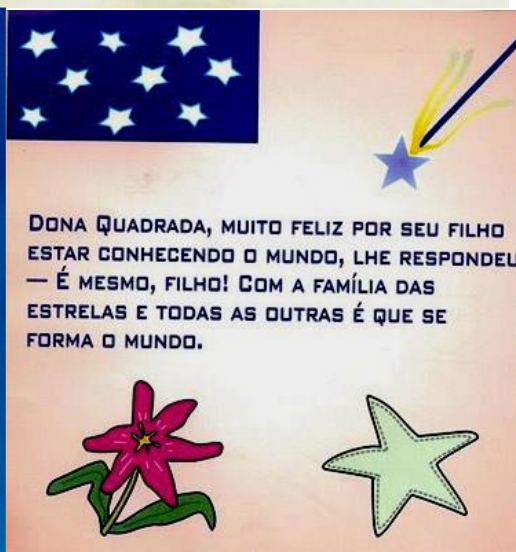 DONA QUADRADA, MUITO FELIZ POR SEU FILHO
ESTAR CONHECENDO O MUNDO, LHE RESPONDEU
— É MESMO, FILHO! COM A FAMÍLIA DAS
ESTRELAS E TODAS AS OUTRAS É QUE SE
FORMA O MUNDO.